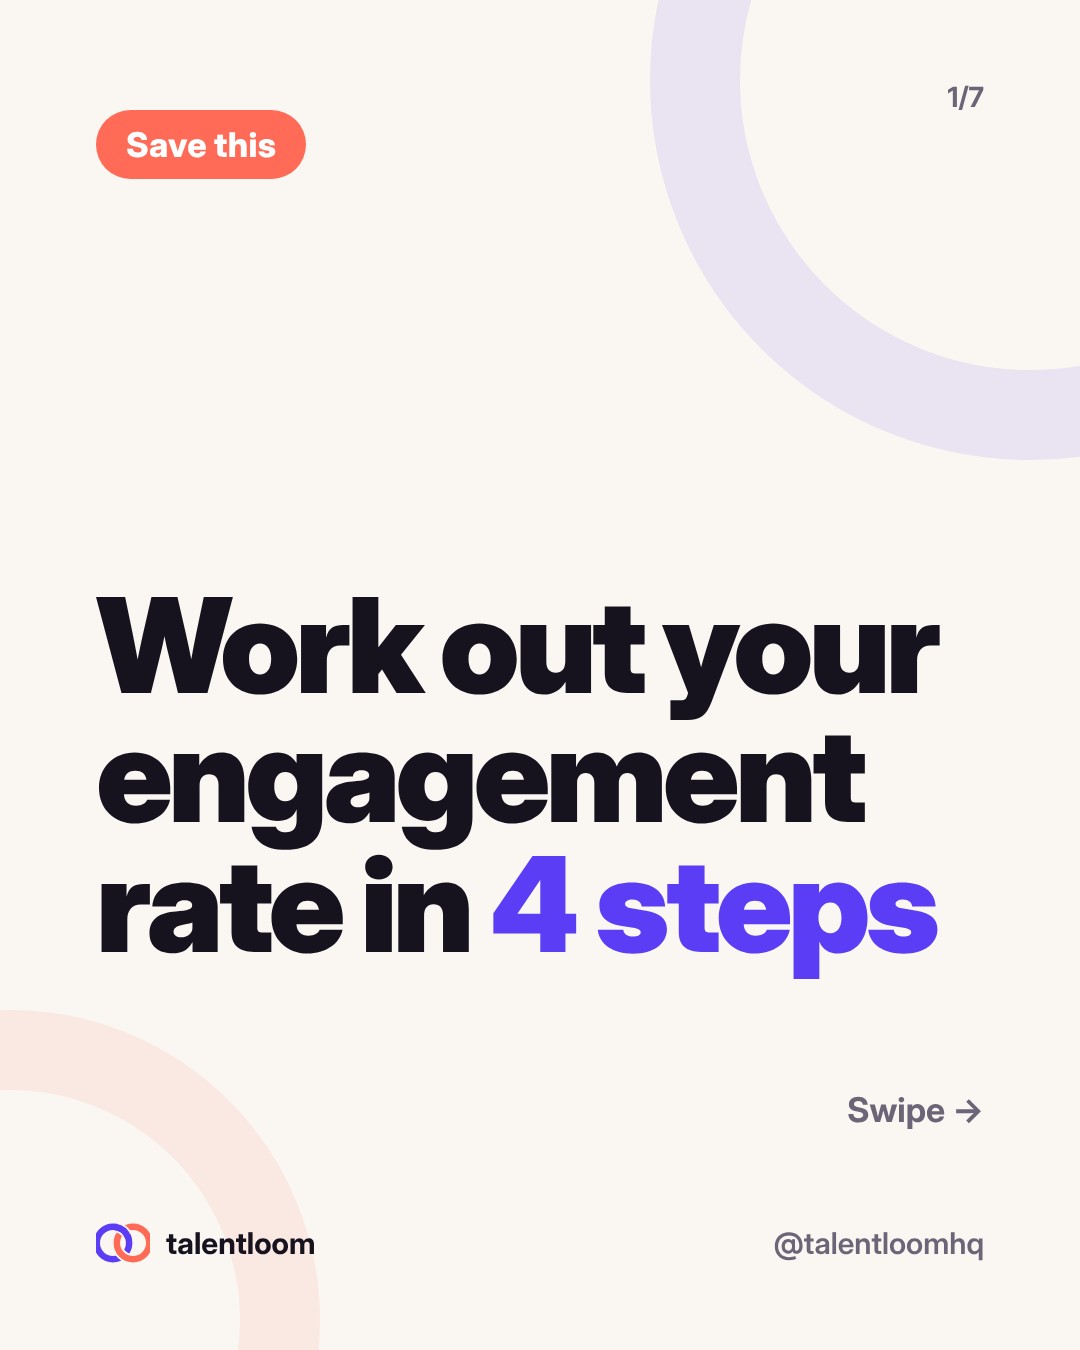 1/7
Save this
Work out your
engagement
rate in 4 steps
Swipe →
talentloom
@talentloomhq